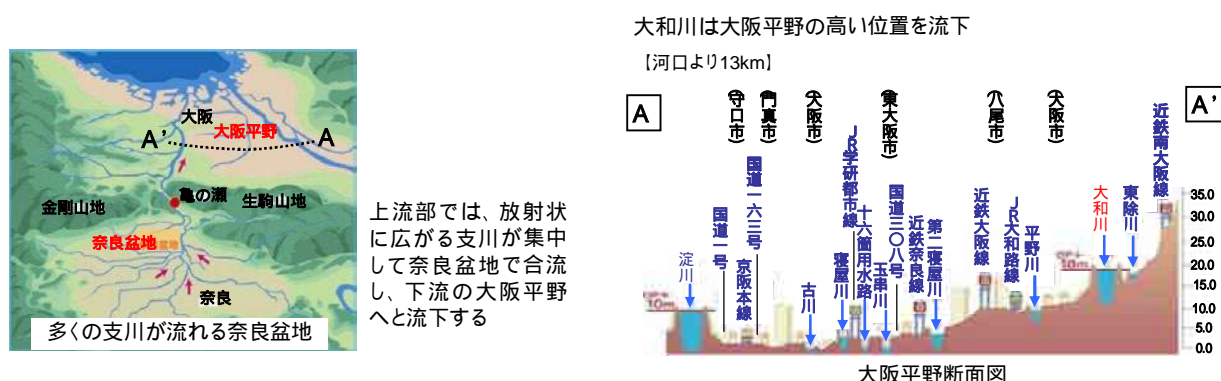 大和川は大阪平野の高い位置を流下
【河口より13km】
大阪
大阪平野
A'
A
亀の瀬
金剛山地
生駒山地
奈良盆地
奈良
多くの支川が流れる奈良盆地
上流部では、放射状
に広がる支川が集中
して奈良盆地で合流
し、下流の大阪平野
へと流下する
A
(守口市)
(門真市)
(大阪市)
(東大阪市)
(八尾市)
(大阪市)
A'
淀川
国道一号
京阪本線
国道一六三号
古川
寝屋川
JR学研都市線
十六箇用水路
玉串川
国道三〇八号
近鉄奈良線
第二寝屋川
近鉄大阪線
JR大和路線
平野川
大和川
東除川
近鉄南大阪線
10m
18m
35.0
30.0
25.0
20.0
15.0
10.0
5.0
0.0
大阪平野断面図